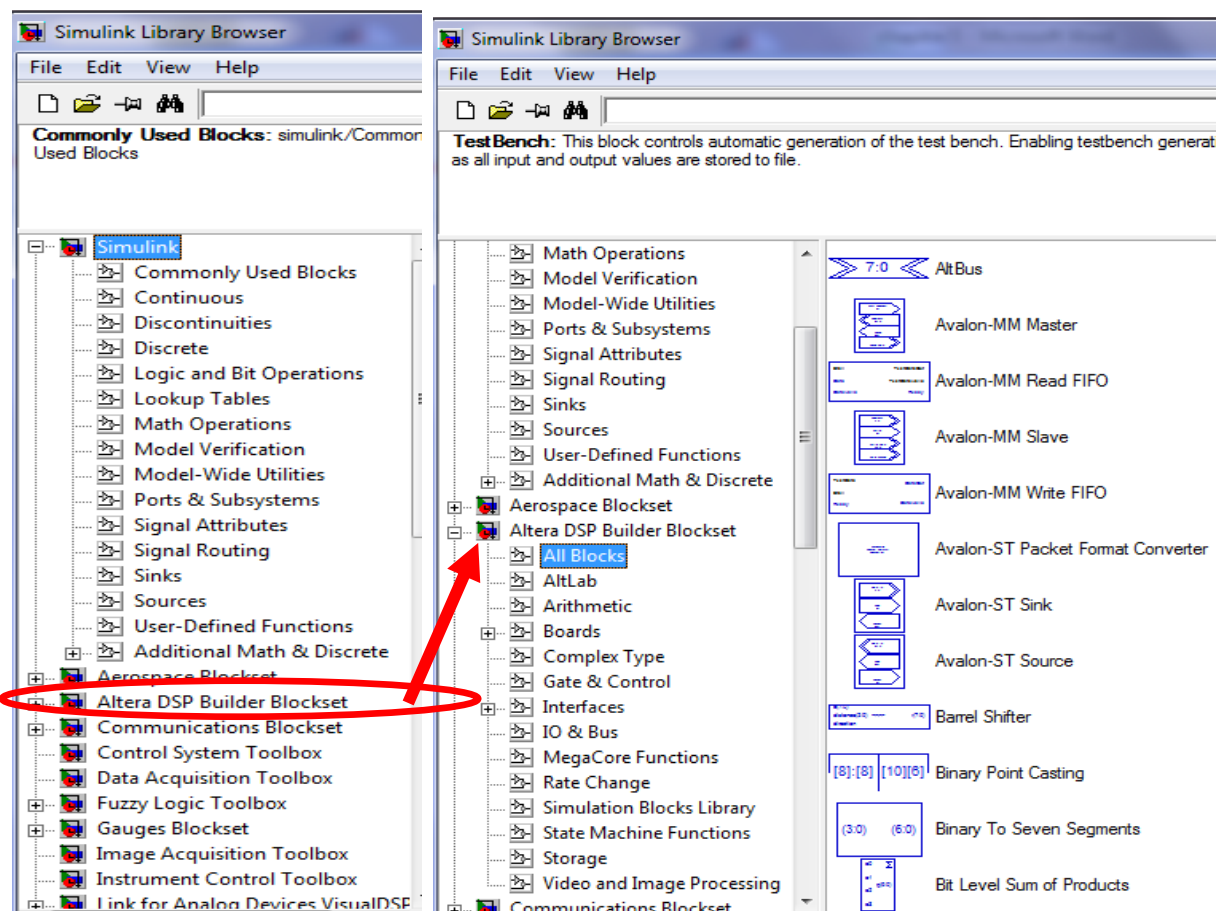 Simulink Library Browser
File Edit View Help
Commonly Used Blocks: simulink/Common
Used Blocks
Simulink
Commonly Used Blocks
Continuous
Discontinuities
Discrete
Logic and Bit Operations
Lookup Tables
Math Operations
Model Verification
Model-Wide Utilities
Ports & Subsystems
Signal Attributes
Signal Routing
Sinks
Sources
User-Defined Functions
Additional Math & Discrete
Aerospace Blockset
Altera DSP Builder Blockset
Communications Blockset
Control System Toolbox
Data Acquisition Toolbox
Fuzzy Logic Toolbox
Gauges Blockset
Image Acquisition Toolbox
Instrument Control Toolbox
Link for Analog Devices VisualDSP
Simulink Library Browser
File Edit View Help
TestBench: This block controls automatic generation of the test bench. Enabling testbench generati
as all input and output values are stored to file.
Math Operations
Model Verification
Model-Wide Utilities
Ports & Subsystems
Signal Attributes
Signal Routing
Sinks
Sources
User-Defined Functions
Additional Math & Discrete
Aerospace Blockset
Altera DSP Builder Blockset
All Blocks
AltLab
Arithmetic
Boards
Complex Type
Gate & Control
Interfaces
IO & Bus
MegaCore Functions
Rate Change
Simulation Blocks Library
State Machine Functions
Storage
Video and Image Processing
Communications Blockset
7:0 AltBus
Avalon-MM Master
Avalon-MM Read FIFO
Avalon-MM Slave
Avalon-MM Write FIFO
Avalon-ST Packet Format Converter
Avalon-ST Sink
Avalon-ST Source
Barrel Shifter
[8]:[8] [10][6] Binary Point Casting
(3:0) (6:0) Binary To Seven Segments
Bit Level Sum of Products